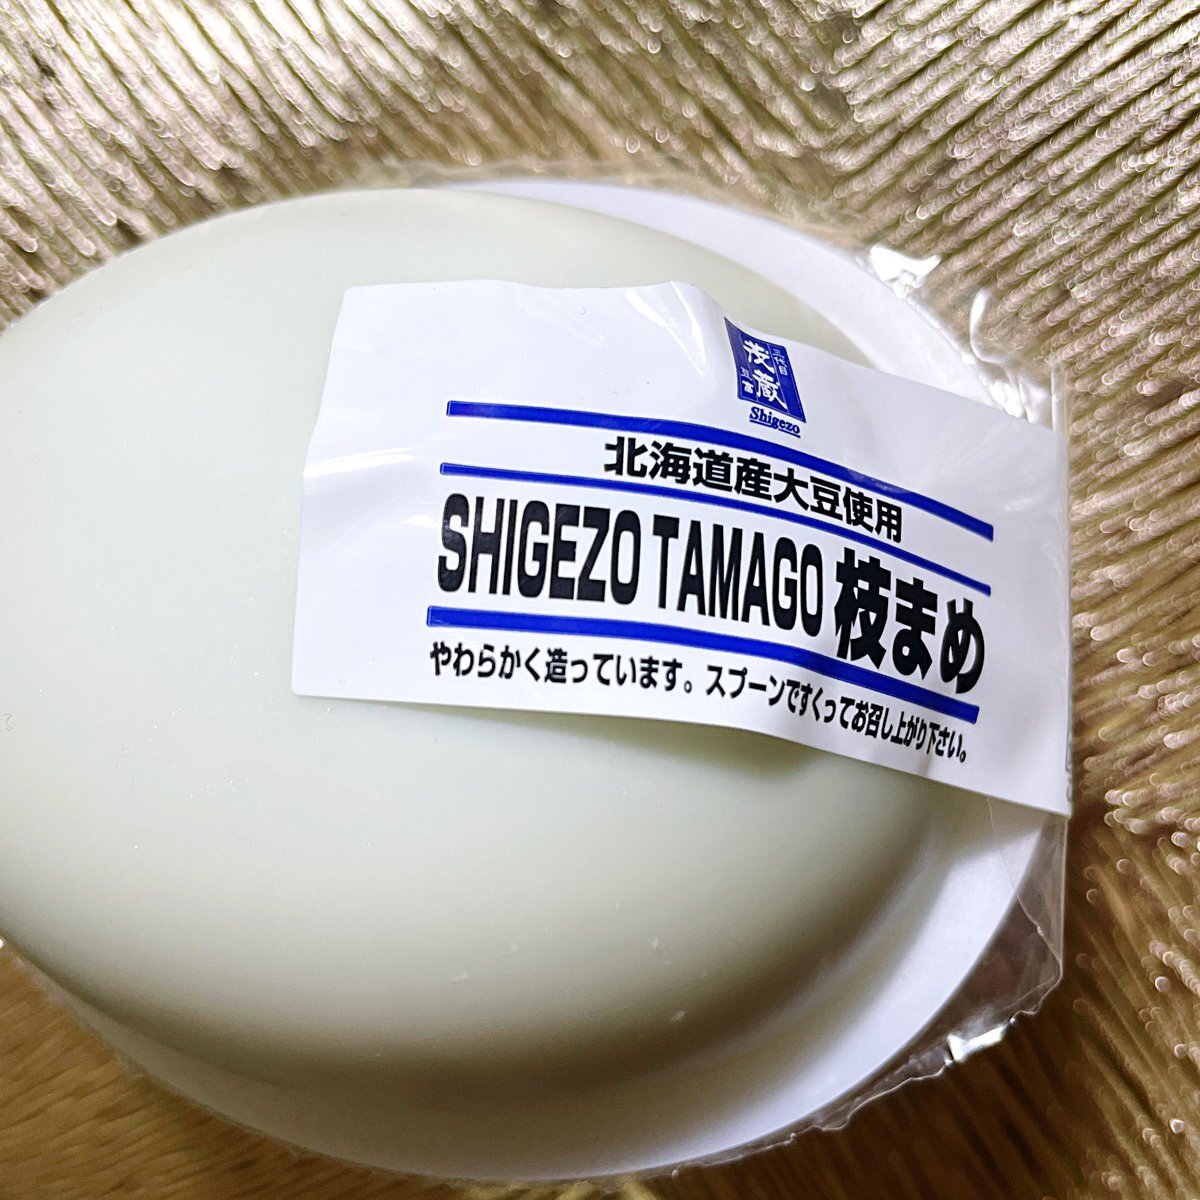 三代目
茂蔵
豆富
Shigezo
北海道産大豆使用
SHIGEZO TAMAGO 枝まめ
やわらかく造っています。スプーンですくってお召し上がり下さい。